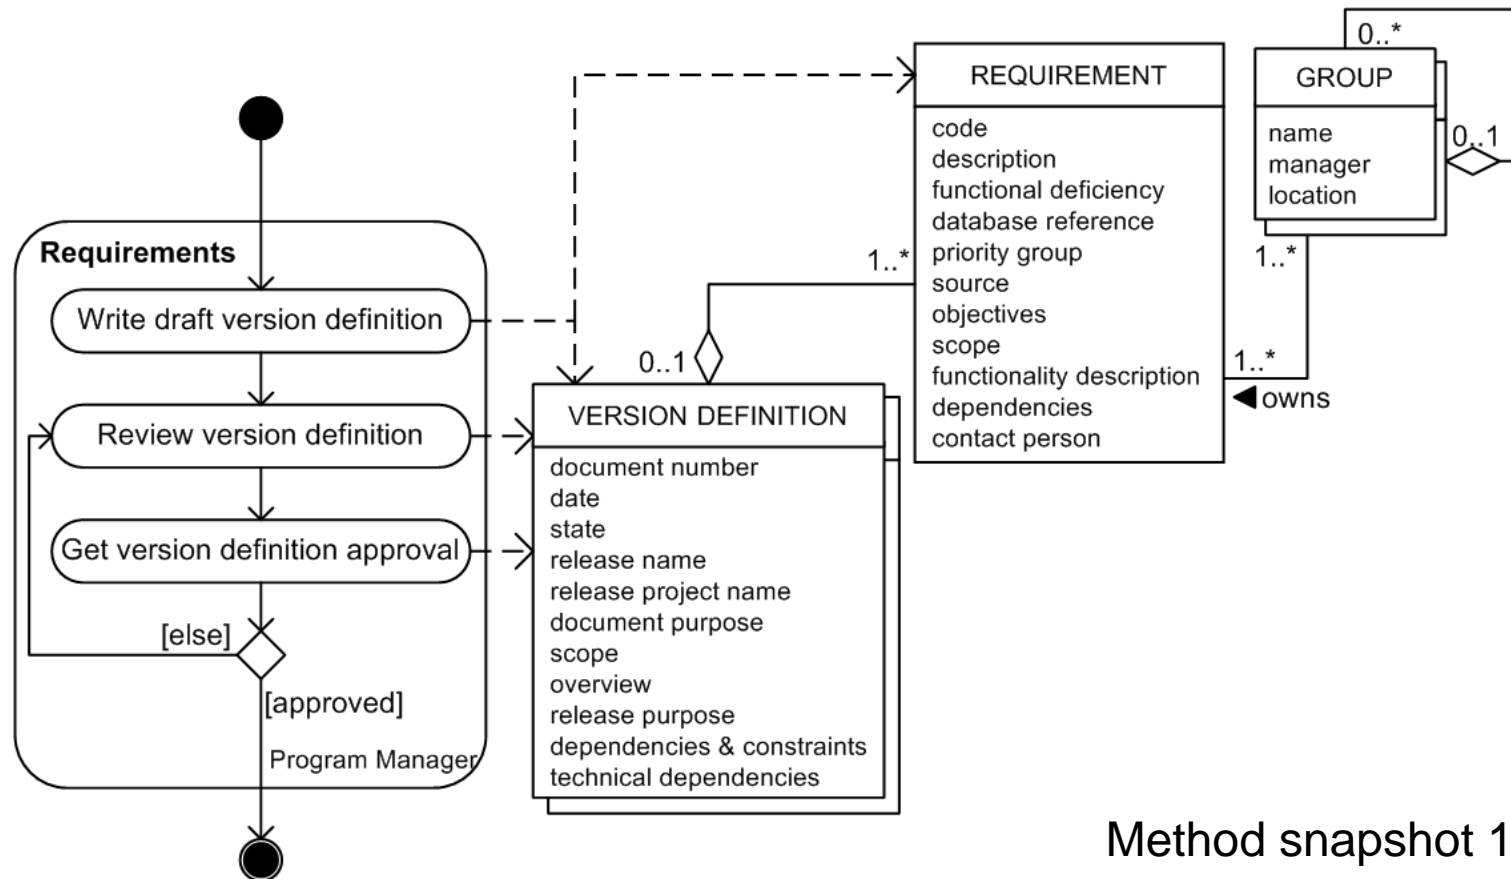 Requirements
Write draft version definition
Review version definition
Get version definition approval
[else]
[approved]
Program Manager
0..1
1..*
VERSION DEFINITION
document number
date
state
release name
release project name
document purpose
scope
overview
release purpose
dependencies & constraints
technical dependencies
REQUIREMENT
code
description
functional deficiency
database reference
priority group
source
objectives
scope
functionality description
dependencies
contact person
0..*
GROUP
name
manager
location
0..1
1..*
1..*
owns
Method snapshot 1